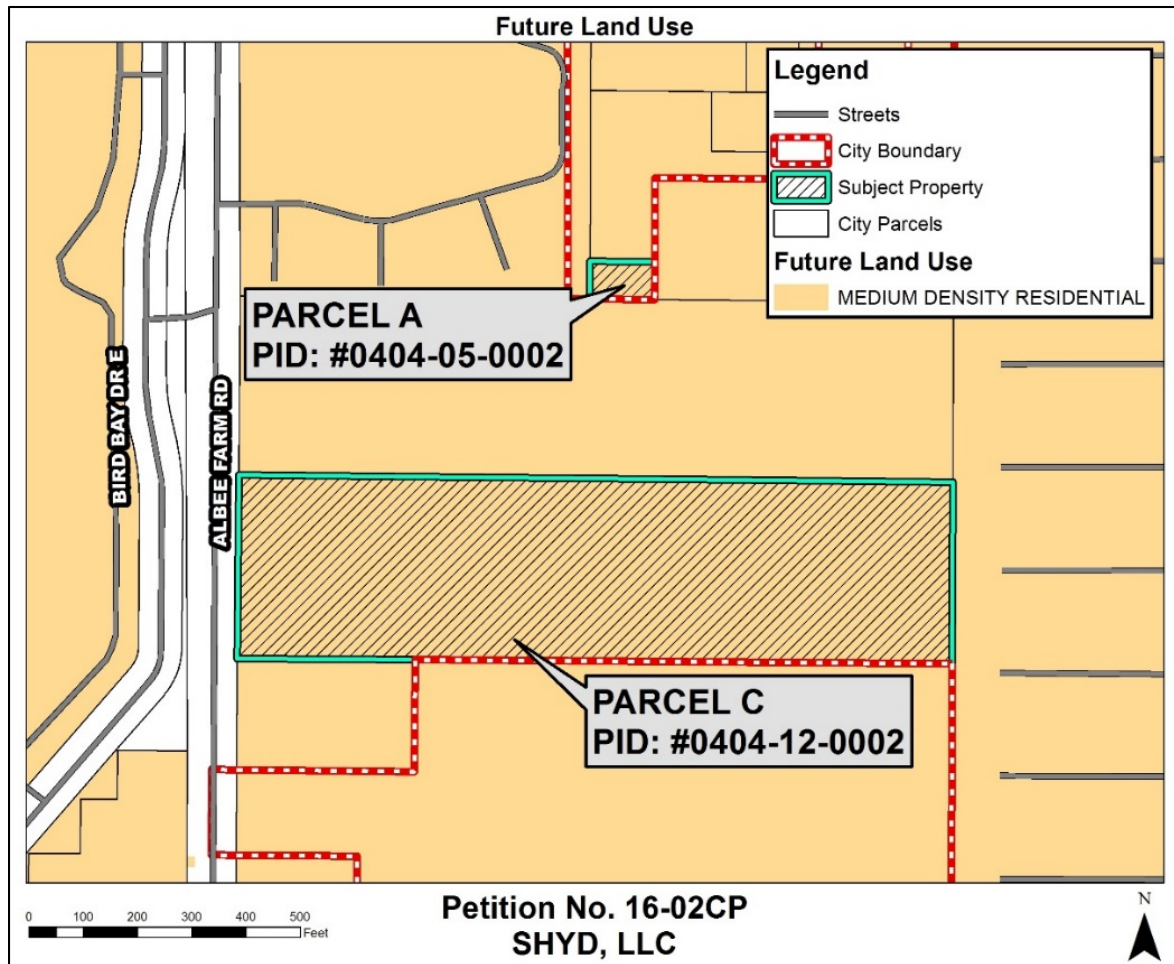 Future Land Use
Legend
Streets
City Boundary
Subject Property
City Parcels
Future Land Use
MEDIUM DENSITY RESIDENTIAL
PARCEL A
PID: #0404-05-0002
BIRD BAY DR E
ALBEE FARM RD
PARCEL C
PID: #0404-12-0002
0 100 200 300 400 500
Feet
Petition No. 16-02CP
SHYD, LLC
N